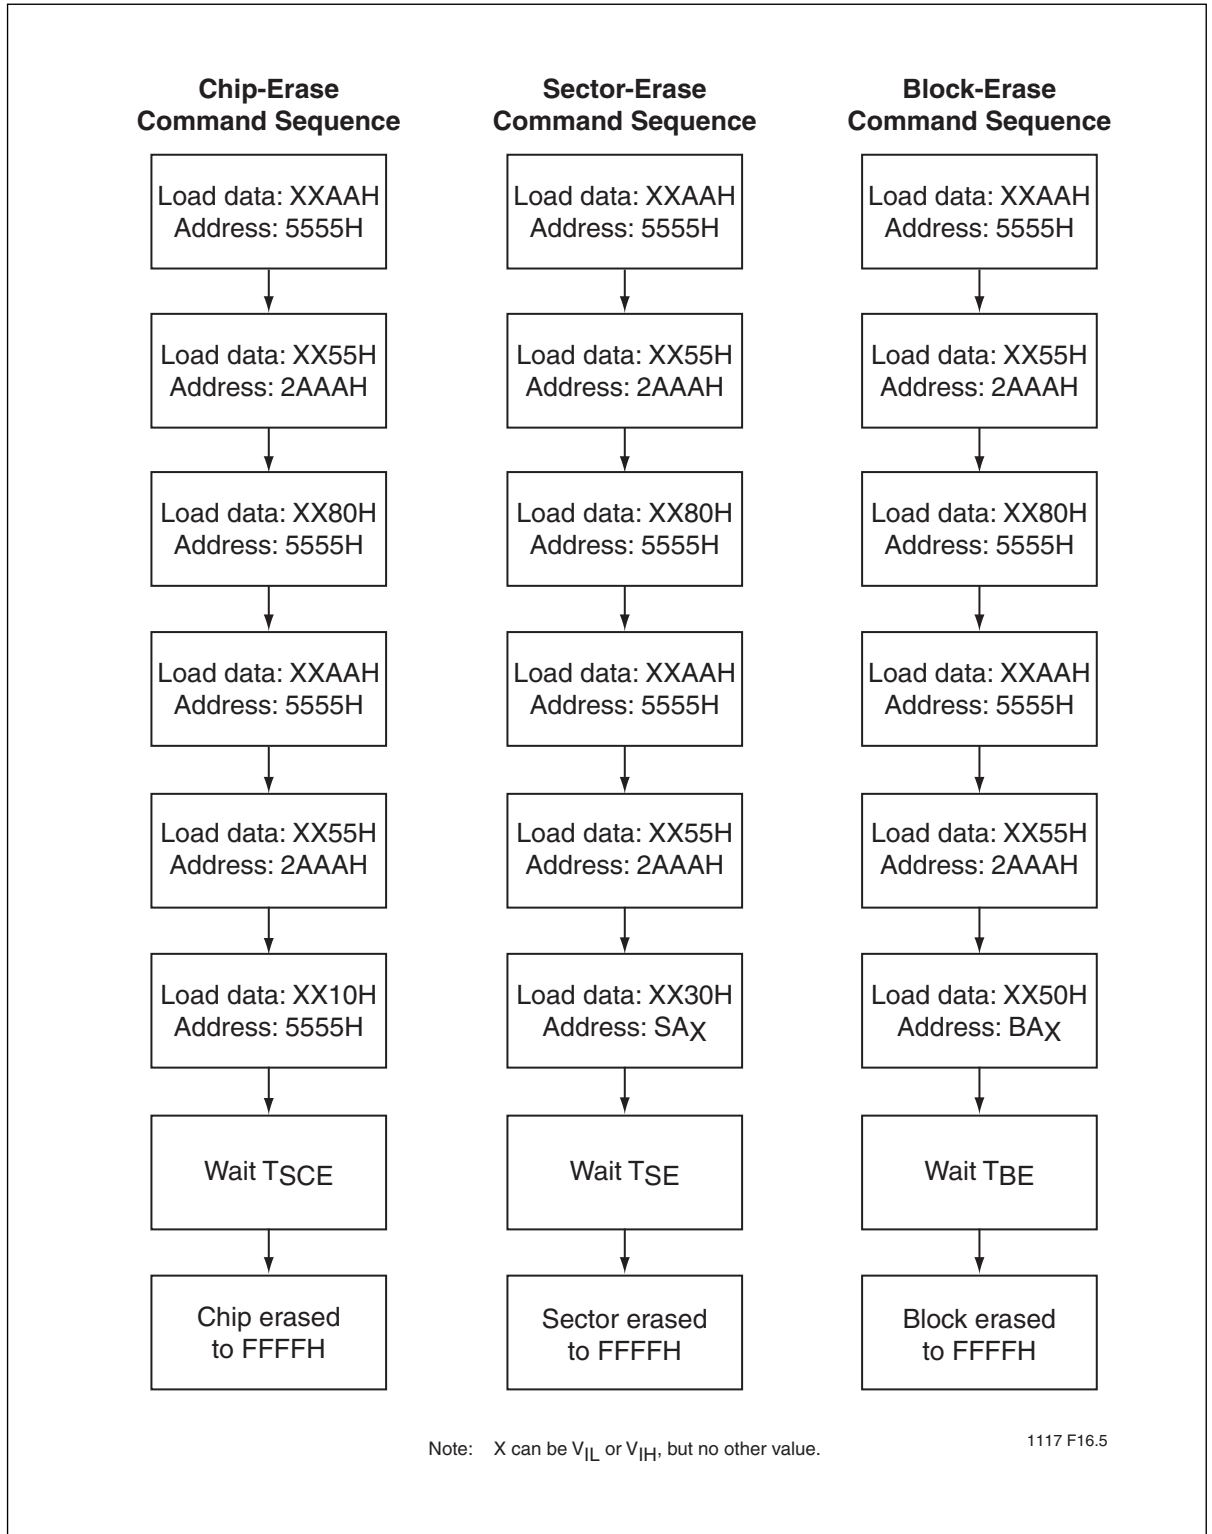 Chip-Erase
Command Sequence
Load data: XXAAH
Address: 5555H
Load data: XX55H
Address: 2AAAH
Load data: XX80H
Address: 5555H
Load data: XXAAH
Address: 5555H
Load data: XX55H
Address: 2AAAH
Load data: XX10H
Address: 5555H
Wait TSCE
Chip erased
to FFFFH
Sector-Erase
Command Sequence
Load data: XXAAH
Address: 5555H
Load data: XX55H
Address: 2AAAH
Load data: XX80H
Address: 5555H
Load data: XXAAH
Address: 5555H
Load data: XX55H
Address: 2AAAH
Load data: XX30H
Address: SAX
Wait TSE
Sector erased
to FFFFH
Block-Erase
Command Sequence
Load data: XXAAH
Address: 5555H
Load data: XX55H
Address: 2AAAH
Load data: XX80H
Address: 5555H
Load data: XXAAH
Address: 5555H
Load data: XX55H
Address: 2AAAH
Load data: XX50H
Address: BAX
Wait TBE
Block erased
to FFFFH
Note: X can be VIL or VIH, but no other value.
1117 F16.5